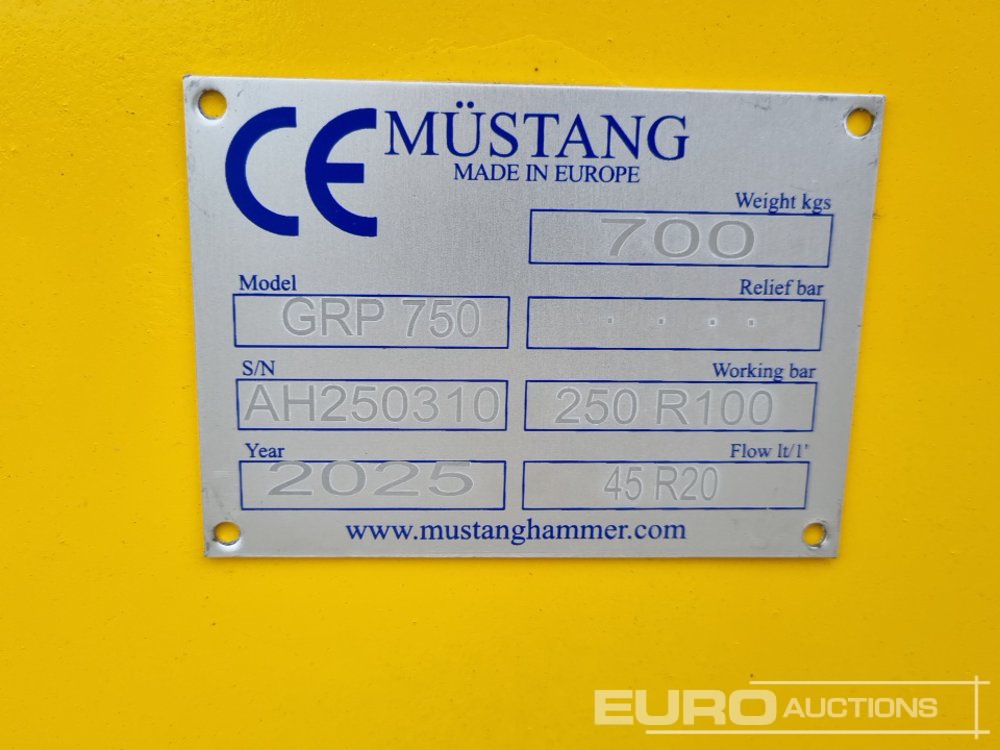 CE MÜSTANG
MADE IN EUROPE
Weight kgs
700
Model
GRP 750
Relief bar
. . . .
S/N
AH250310
Working bar
250 R100
Year
2025
Flow lt/1'
45 R20
www.mustanghammer.com
EURO AUCTIONS